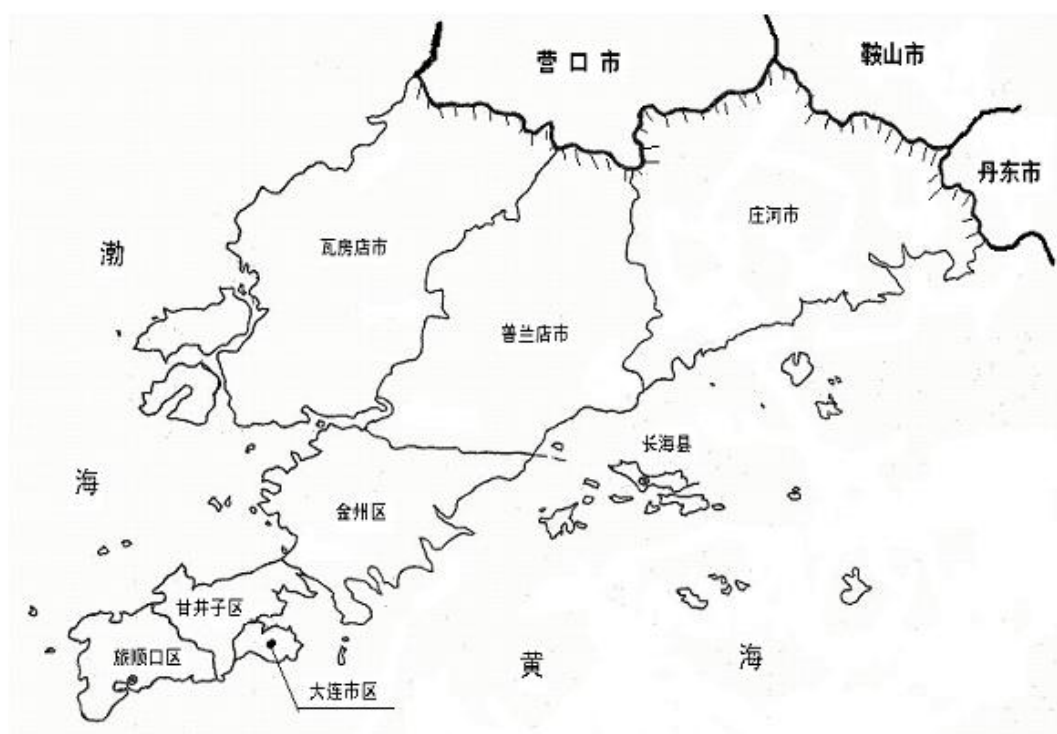 营口市
鞍山市
丹东市
庄河市
瓦房店市
渤
普兰店市
长海县
海
金州区
甘井子区
旅顺口区
黄
海
大连市区